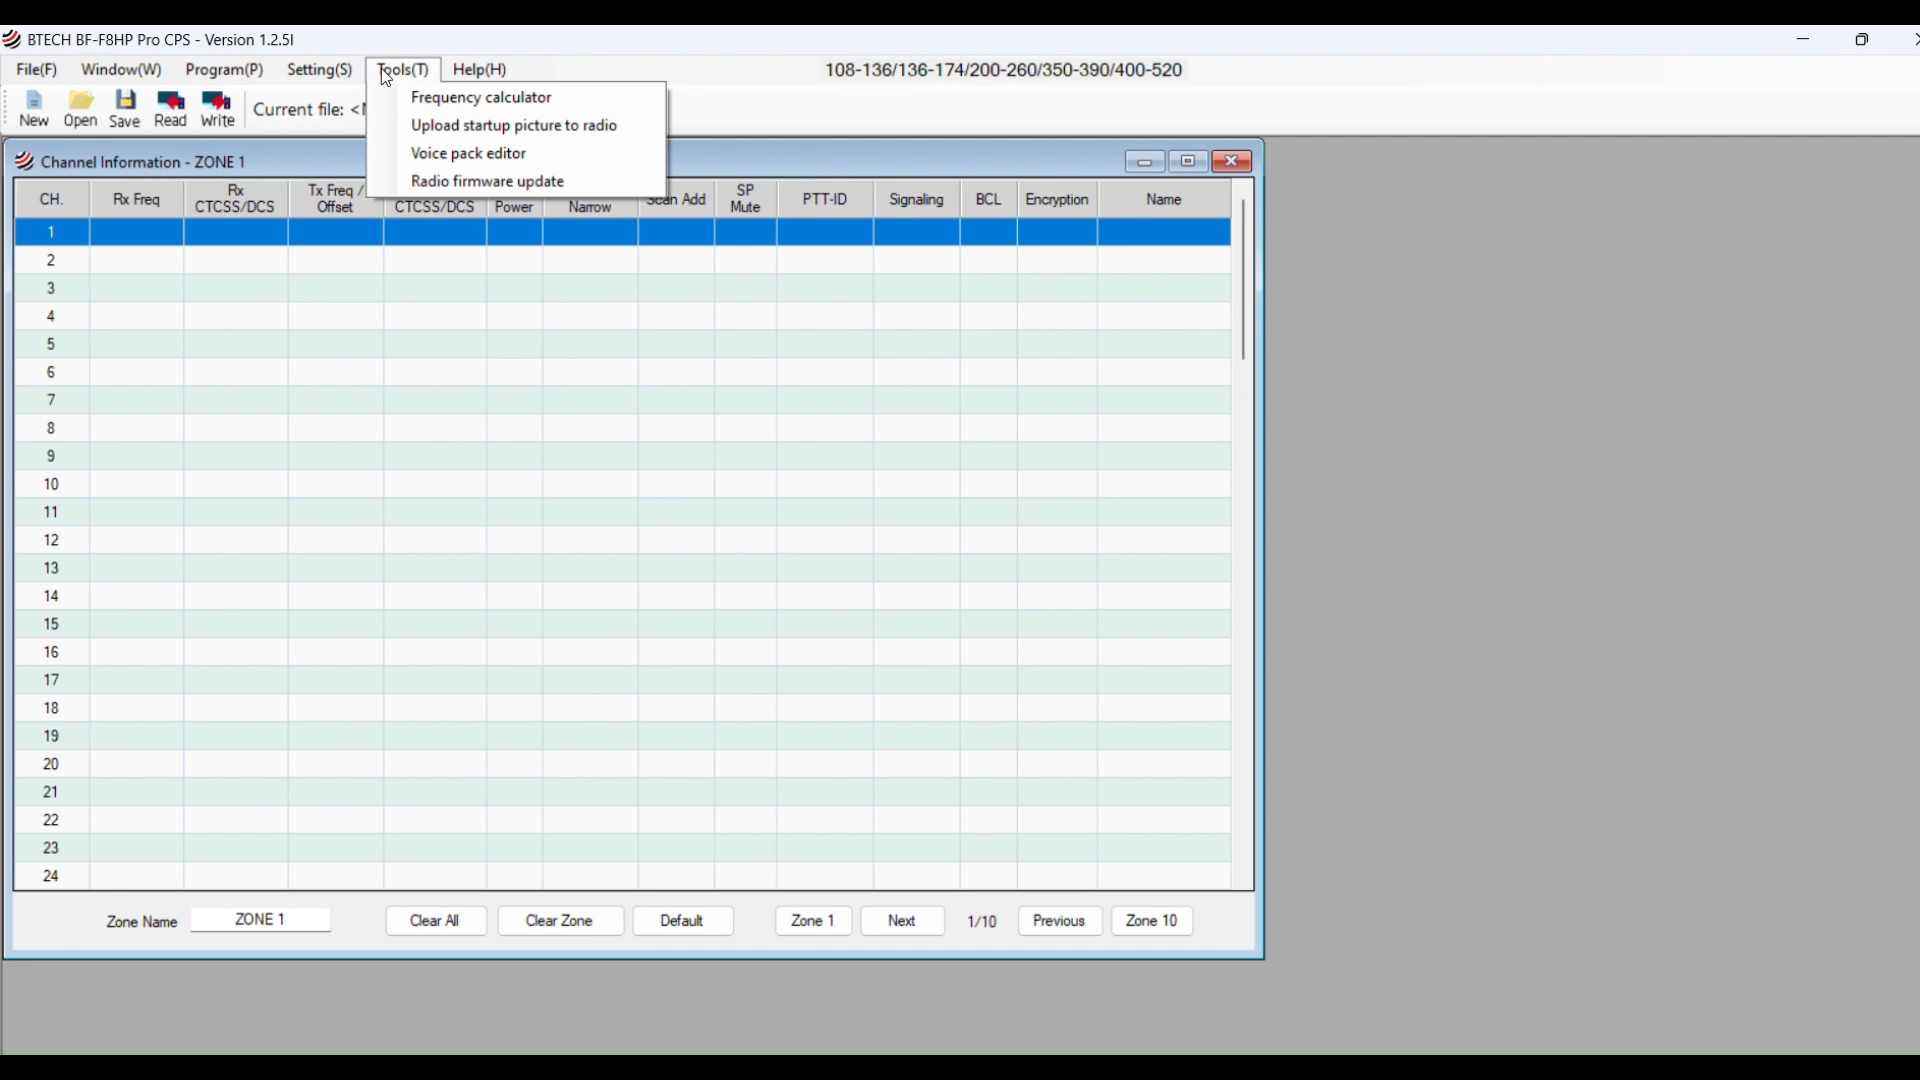 BTECH BF-F8HP Pro CPS - Version 1.2.5I
File(F) Window(W) Program(P) Setting(S) Tools(T) Help(H) 108-136/136-174/200-260/350-390/400-520
New Open Save Read Write Current file: <
Frequency calculator
Upload startup picture to radio
Voice pack editor
Radio firmware update
Channel Information - ZONE 1
CH. Rx Freq Rx CTCSS/DCS Tx Freq / Offset CTCSS/DCS Power Narrow Scan Add SP Mute PTT-ID Signaling BCL Encryption Name
1
2
3
4
5
6
7
8
9
10
11
12
13
14
15
16
17
18
19
20
21
22
23
24
Zone Name ZONE 1 Clear All Clear Zone Default Zone 1 Next 1/10 Previous Zone 10